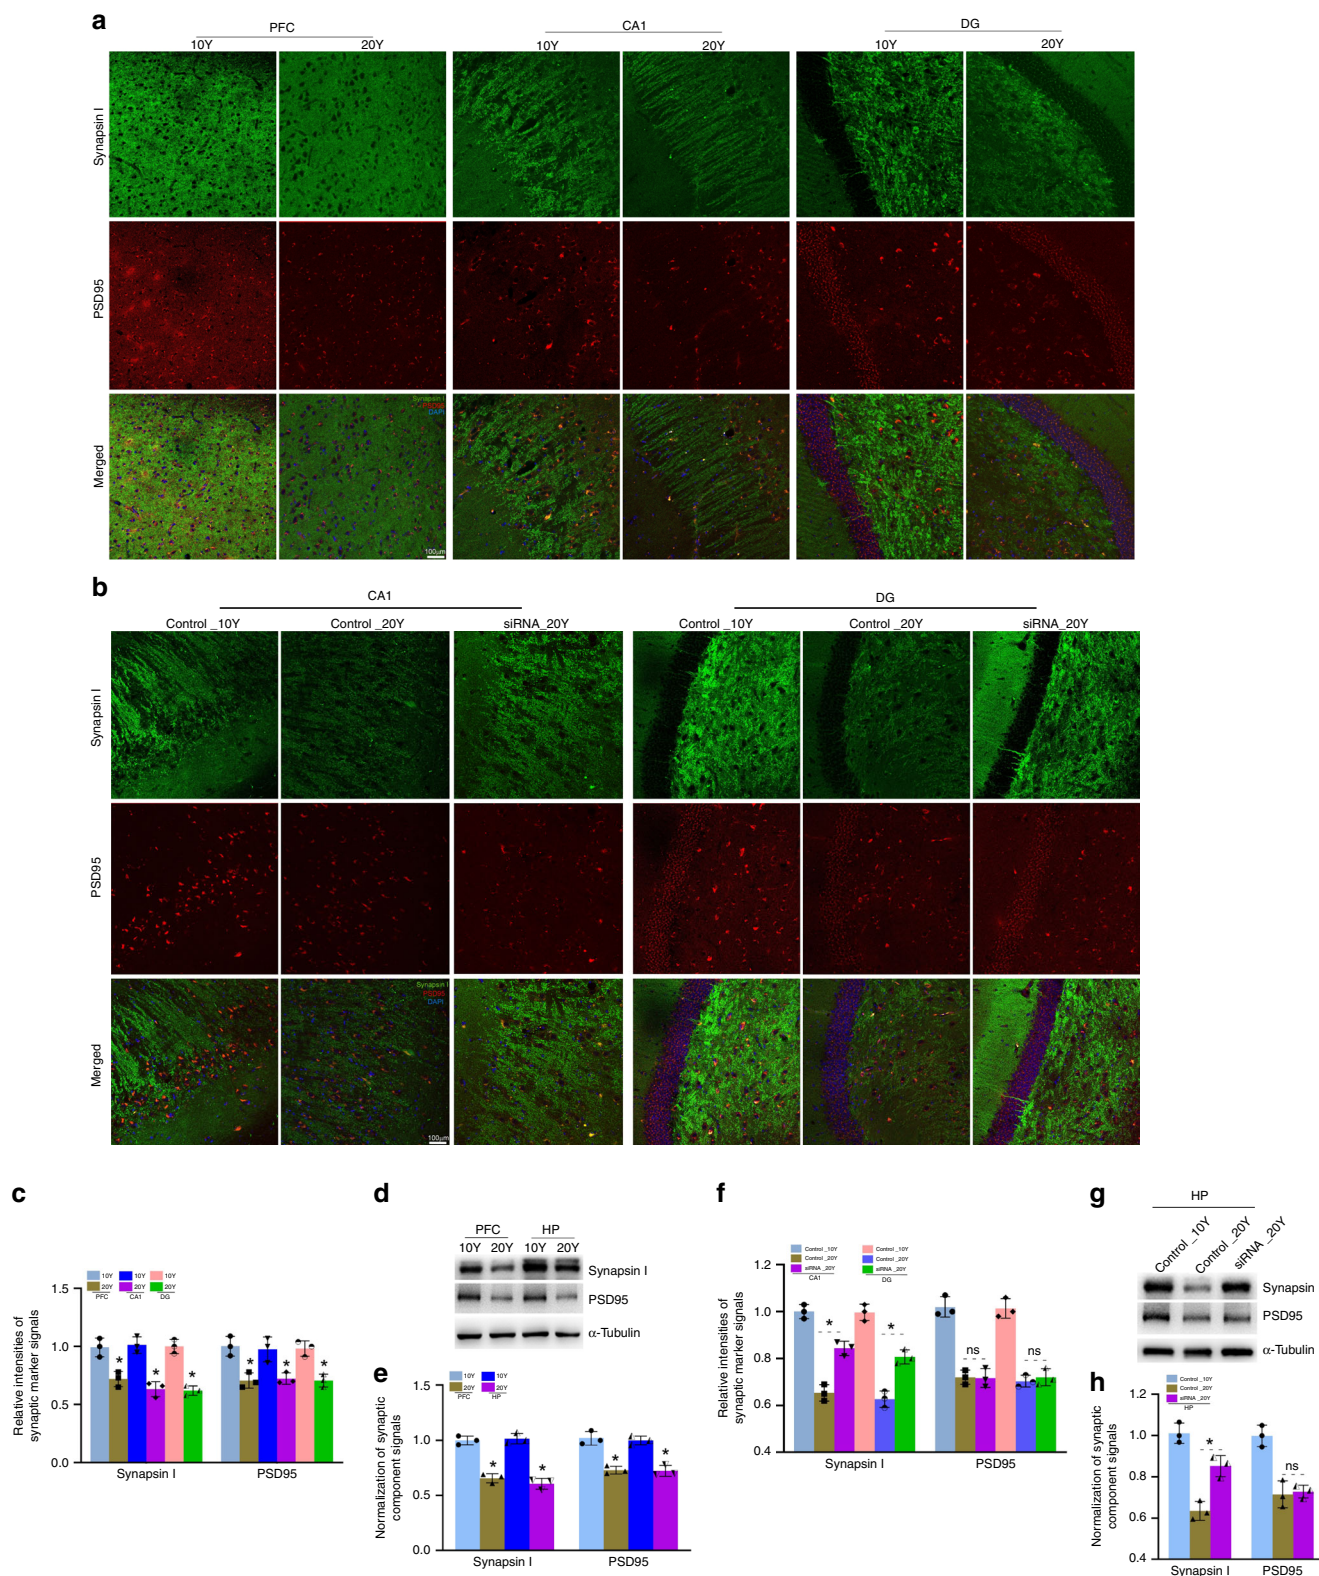 a
PFC
CA1
DG
10Y
20Y
10Y
20Y
10Y
20Y
Synapsin I
PSD95
Merged
Synapsin I
PSD95
DAPI
100μm
b
CA1
DG
Control _10Y
Control _20Y
siRNA_20Y
Control _10Y
Control _20Y
siRNA_20Y
Synapsin I
PSD95
Merged
Synapsin I
PSD95
DAPI
100μm
c
10Y
10Y
10Y
20Y
20Y
20Y
PFC
CA1
DG
Relative intensities of
synaptic marker signals
1.5
1.0
0.5
0.0
*
*
*
*
*
*
Synapsin I
PSD95
d
PFC
HP
10Y
20Y
10Y
20Y
Synapsin I
PSD95
α-Tubulin
e
10Y
10Y
20Y
20Y
PFC
HP
Normalization of synaptic
component signals
1.5
1.0
0.5
0.0
*
*
*
*
Synapsin I
PSD95
f
Control _10Y
Control _20Y
siRNA _20Y
CA1
Control _10Y
Control _20Y
siRNA _20Y
DG
Relative intensities of
synaptic marker signals
1.2
1.0
0.8
0.6
0.4
*
*
ns
ns
Synapsin I
PSD95
g
HP
Control _10Y
Control _20Y
siRNA _20Y
Synapsin
PSD95
α-Tubulin
h
Control _10Y
Control _20Y
siRNA _20Y
HP
Normalization of synaptic
component signals
1.2
1.0
0.8
0.6
0.4
*
ns
Synapsin I
PSD95